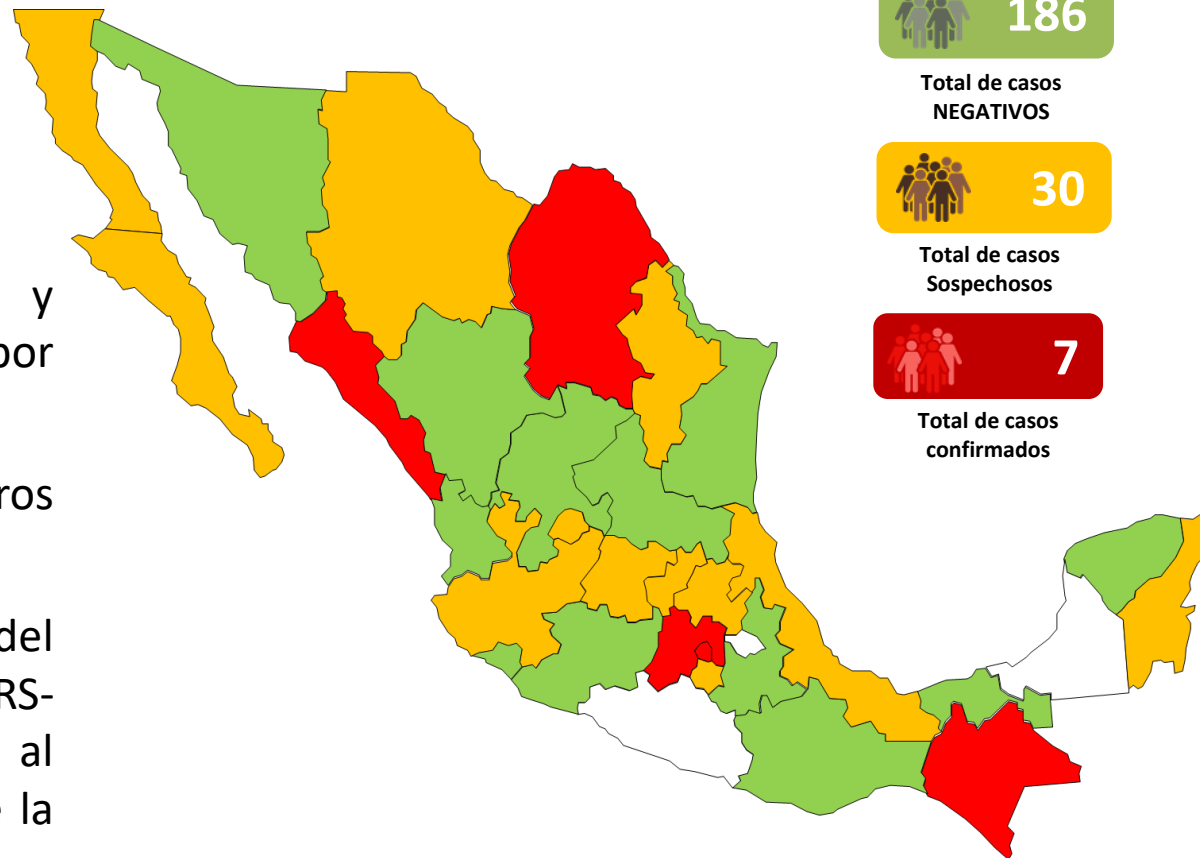 y
por
ros
del
RS-
al
la
186
Total de casos
NEGATIVOS
30
Total de casos
Sospechosos
7
Total de casos
confirmados